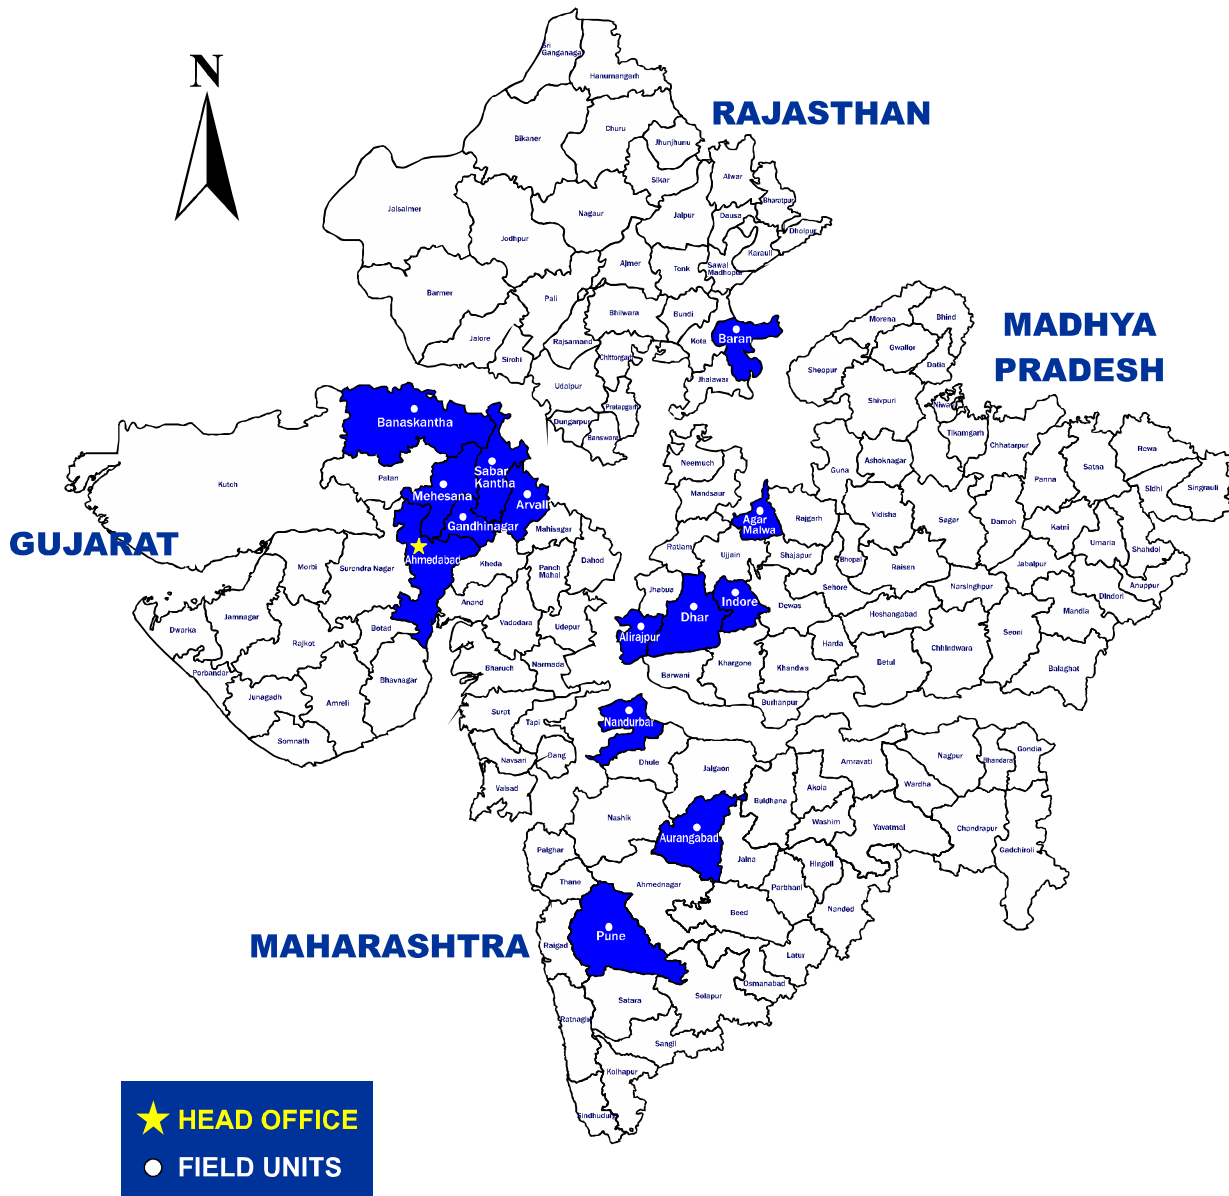 N
RAJASTHAN
Sri
Ganganagar
Hanumangarh
Bikaner
Churu
Jhunjhunu
Sikar
Alwar
Bharatpur
Jaisalmer
Jodhpur
Nagaur
Jaipur
Dausa
Dholpur
Karauli
Ajmer
Tonk
Sawai
Madhopur
Barmer
Pali
Bhilwara
Bundi
Jalore
Sirohi
Rajsamand
Chittorgarh
Kota
Baran
Jhalawar
Udaipur
Pratapgarh
Dungarpur
Banswara
MADHYA
PRADESH
Morena
Bhind
Gwalior
Datia
Sheopur
Shivpuri
Niwari
Tikamgarh
Chhatarpur
Panna
Satna
Rewa
Sidhi
Singrauli
Neemuch
Mandsaur
Guna
Ashoknagar
Agar
Malwa
Rajgarh
Vidisha
Sagar
Damoh
Katni
Umaria
Shahdol
Ratlam
Ujjain
Shajapur
Bhopal
Raisen
Narsinghpur
Jabalpur
Dindori
Anuppur
Jhabua
Dhar
Indore
Dewas
Sehore
Hoshangabad
Mandla
Alirajpur
Barwani
Khargone
Khandwa
Harda
Betul
Chhindwara
Seoni
Balaghat
Burhanpur
GUJARAT
Banaskantha
Kutch
Patan
Mehesana
Sabar
Kantha
Arvali
Gandhinagar
Mahisagar
Ahmedabad
Morbi
Surendra Nagar
Kheda
Panch
Mahal
Dahod
Jamnagar
Dwarka
Rajkot
Botad
Anand
Vadodara
Udepur
Porbandar
Junagadh
Amreli
Bhavnagar
Bharuch
Narmada
Somnath
Surat
Tapi
Navsari
Dang
Valsad
MAHARASHTRA
Nandurbar
Dhule
Jalgaon
Buldhana
Akola
Amravati
Wardha
Nagpur
Bhandara
Gondia
Nashik
Aurangabad
Washim
Yavatmal
Chandrapur
Gadchiroli
Palghar
Thane
Ahmednagar
Jalna
Parbhani
Hingoli
Nanded
Beed
Pune
Raigad
Latur
Osmanabad
Satara
Solapur
Ratnagiri
Sangli
Kolhapur
Sindhudurg
HEAD OFFICE
FIELD UNITS